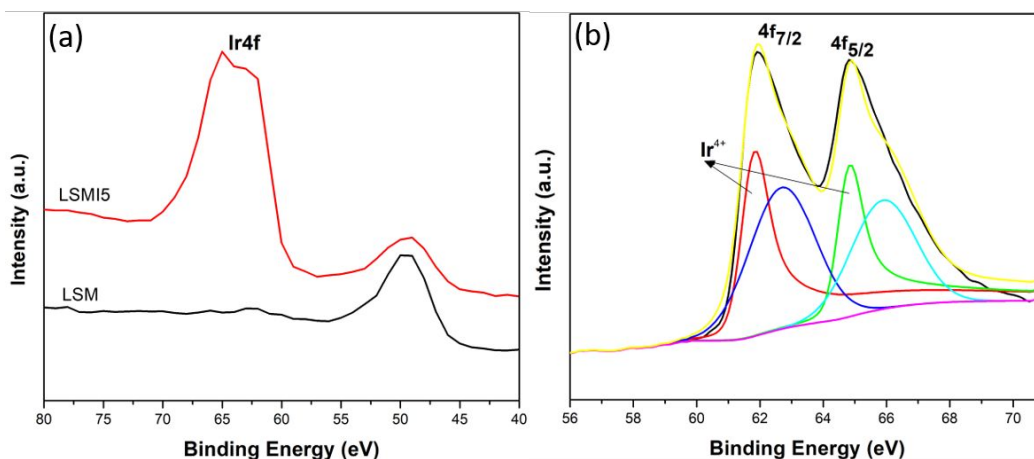 (a)
Ir4f
LSMI5
LSM
Intensity (a.u.)
80 75 70 65 60 55 50 45 40
Binding Energy (eV)
(b)
4f7/2
4f5/2
Ir4+
Intensity (a.u.)
56 58 60 62 64 66 68 70
Binding Energy (eV)